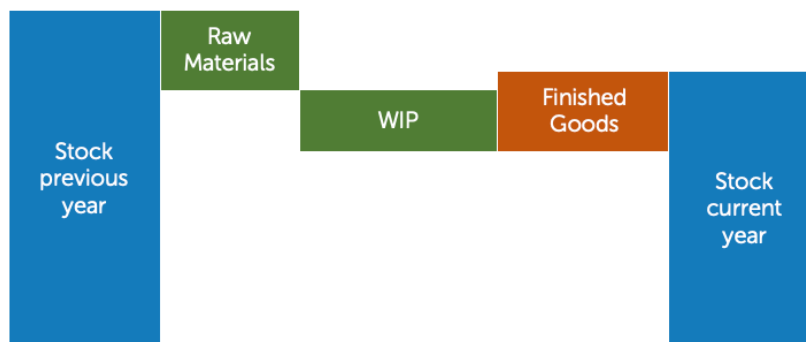 Stock
previous
year
Raw
Materials
WIP
Finished
Goods
Stock
current
year